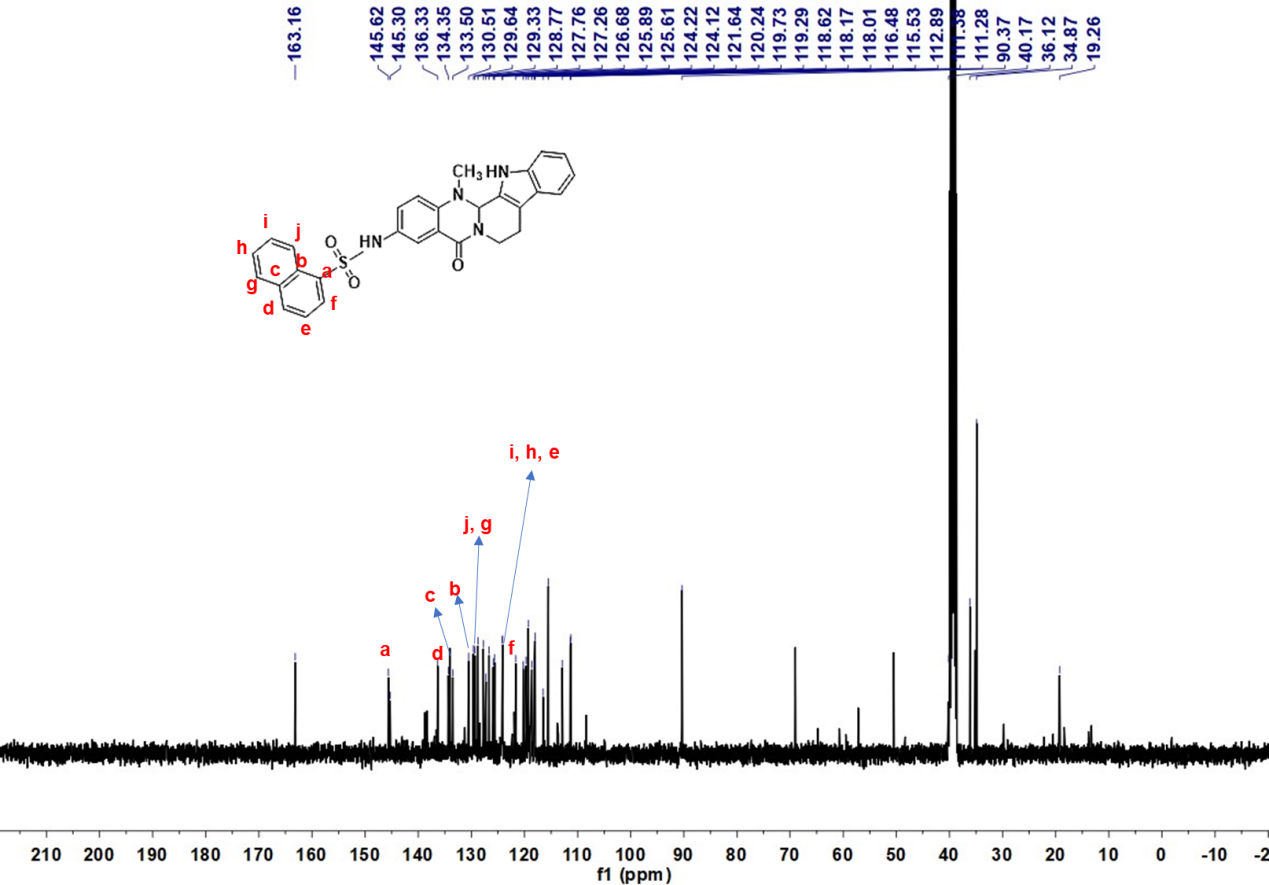 163.16
145.62
145.30
136.33
134.35
133.50
130.51
129.64
129.33
128.77
127.76
127.26
126.68
125.89
125.61
124.22
124.12
121.64
120.24
119.73
119.29
118.62
118.17
118.01
116.48
115.53
112.89
111.38
111.28
90.37
40.17
36.12
34.87
19.26
CH3 HN
N
i
j
h
O
HN
N
c
b
S
a
O
g
O
d
f
e
i, h, e
j, g
c
b
a
d
f
210 200 190 180 170 160 150 140 130 120 110 100 90 80 70 60 50 40 30 20 10 0 -10 -2
f1 (ppm)